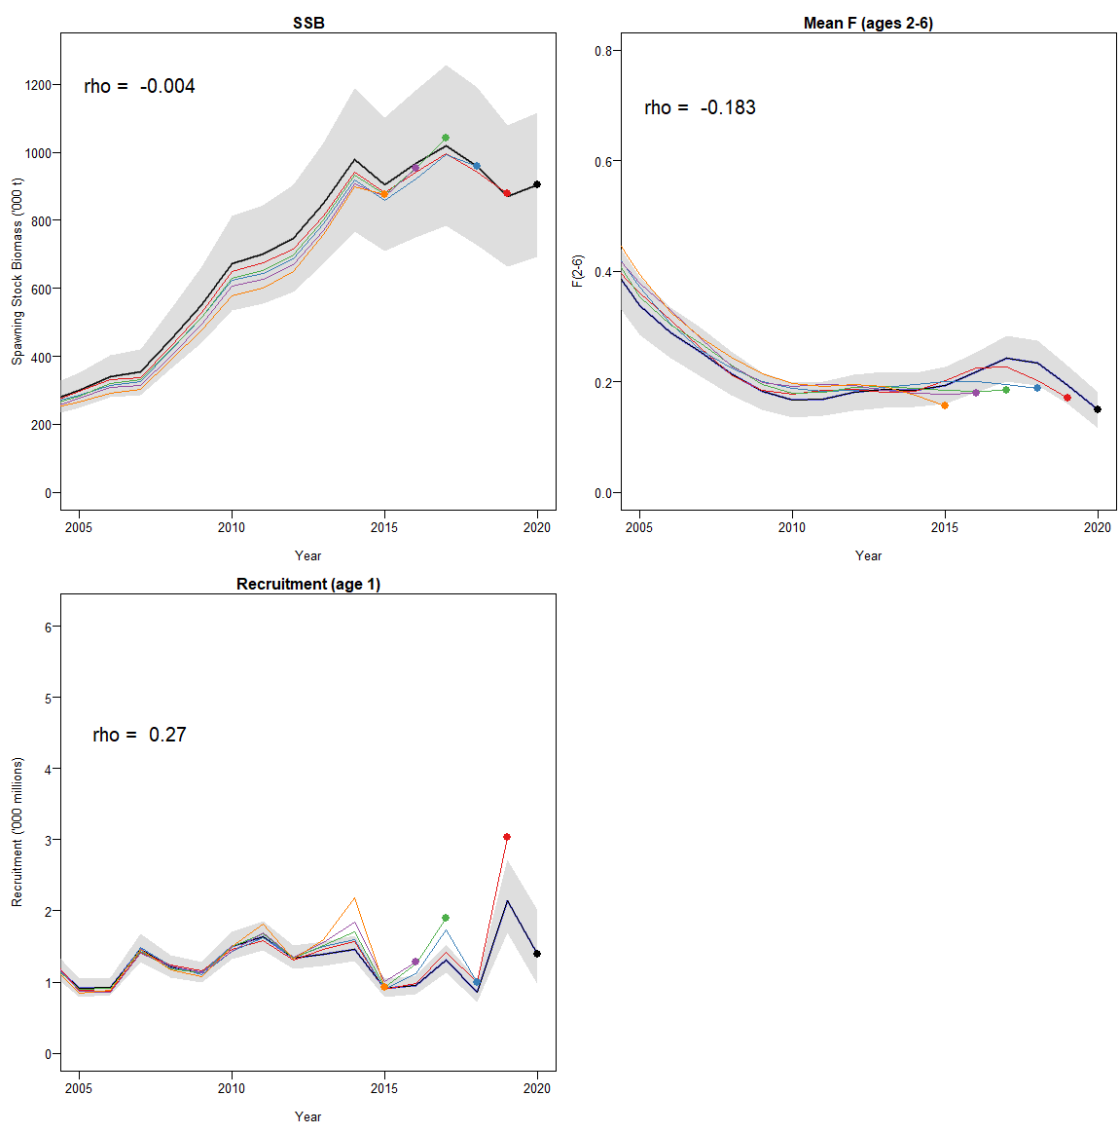 SSB
rho = -0.004
Spawning Stock Biomass ('000 t)
1200
1000
800
600
400
200
0
2005 2010 2015 2020
Year
Mean F (ages 2-6)
rho = -0.183
F(2-6)
0.8
0.6
0.4
0.2
0.0
2005 2010 2015 2020
Year
Recruitment (age 1)
rho = 0.27
Recruitment ('000 millions)
6
5
4
3
2
1
0
2005 2010 2015 2020
Year